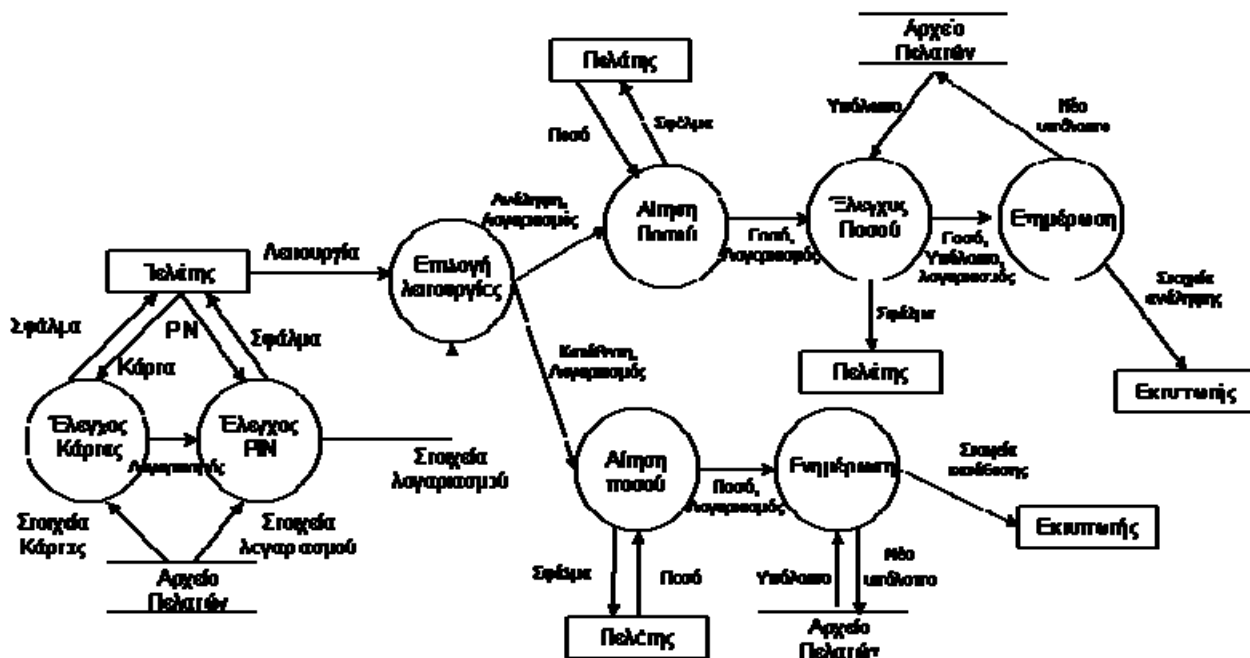 Αρχείο
Πελατών
Πελάτης
Υπόλοιπο
Νέο
υπόλοιπο
Ποσό
Σφάλμα
Ανάληψη,
Λογαριασμός
Αίτηση
Ποσού
Έλεγχος
Ποσού
Ενημέρωση
Ποσό,
Λογαριασμός
Ποσό,
Υπόλοιπο,
λογαριασμός
Λειτουργία
Επιλογή
λειτουργίες
Πελάτης
Στοιχεία
ανάληψης
Σφάλμα
PIN
Σφάλμα
Κάρτα
Σφάλμα
Κατάθεση,
Λογαριασμός
Πελάτης
Εκτυπωτής
Έλεγχος
Κάρτας
Έλεγχος
PIN
Λογαριασμός
Στοιχεία
λογαριασμού
Αίτηση
ποσού
Ποσό,
Λογαριασμός
Ενημέρωση
Στοιχεία
κατάθεσης
Στοιχεία
Κάρτας
Στοιχεία
λογαριασμού
Εκτυπωτής
Αρχείο
Πελατών
Σφάλμα
Ποσό
Υπόλοιπο
Νέο
υπόλοιπο
Πελάτης
Αρχείο
Πελατών